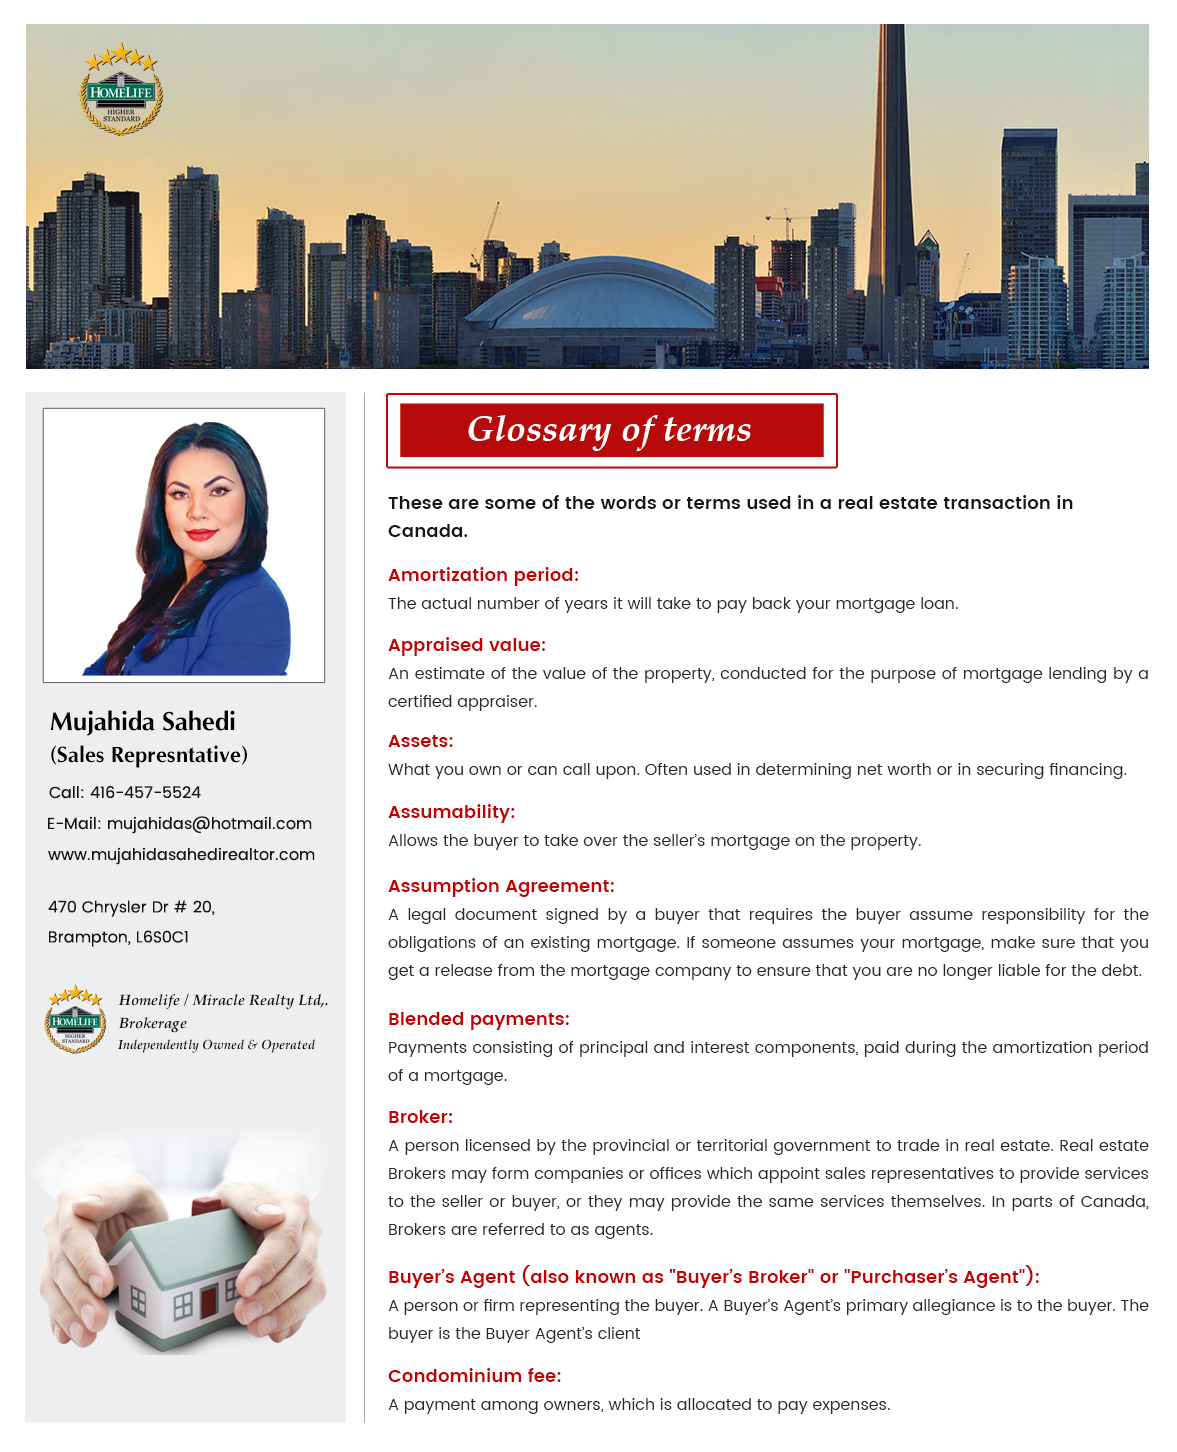 HOMELIFE
HIGHER
STANDARD
Mujahida Sahedi
(Sales Represntative)
Call: 416-457-5524
E-Mail: mujahidas@hotmail.com
www.mujahidasahedirealtor.com
470 Chrysler Dr # 20,
Brampton, L6S0C1
HOMELIFE
HIGHER
STANDARD
Homelife / Miracle Realty Ltd,.
Brokerage
Independently Owned & Operated
Glossary of terms
These are some of the words or terms used in a real estate transaction in
Canada.
Amortization period:
The actual number of years it will take to pay back your mortgage loan.
Appraised value:
An estimate of the value of the property, conducted for the purpose of mortgage lending by a
certified appraiser.
Assets:
What you own or can call upon. Often used in determining net worth or in securing financing.
Assumability:
Allows the buyer to take over the seller's mortgage on the property.
Assumption Agreement:
A legal document signed by a buyer that requires the buyer assume responsibility for the
obligations of an existing mortgage. If someone assumes your mortgage, make sure that you
get a release from the mortgage company to ensure that you are no longer liable for the debt.
Blended payments:
Payments consisting of principal and interest components, paid during the amortization period
of a mortgage.
Broker:
A person licensed by the provincial or territorial government to trade in real estate. Real estate
Brokers may form companies or offices which appoint sales representatives to provide services
to the seller or buyer, or they may provide the same services themselves. In parts of Canada,
Brokers are referred to as agents.
Buyer's Agent (also known as "Buyer's Broker" or "Purchaser's Agent"):
A person or firm representing the buyer. A Buyer's Agent's primary allegiance is to the buyer. The
buyer is the Buyer Agent's client
Condominium fee:
A payment among owners, which is allocated to pay expenses.